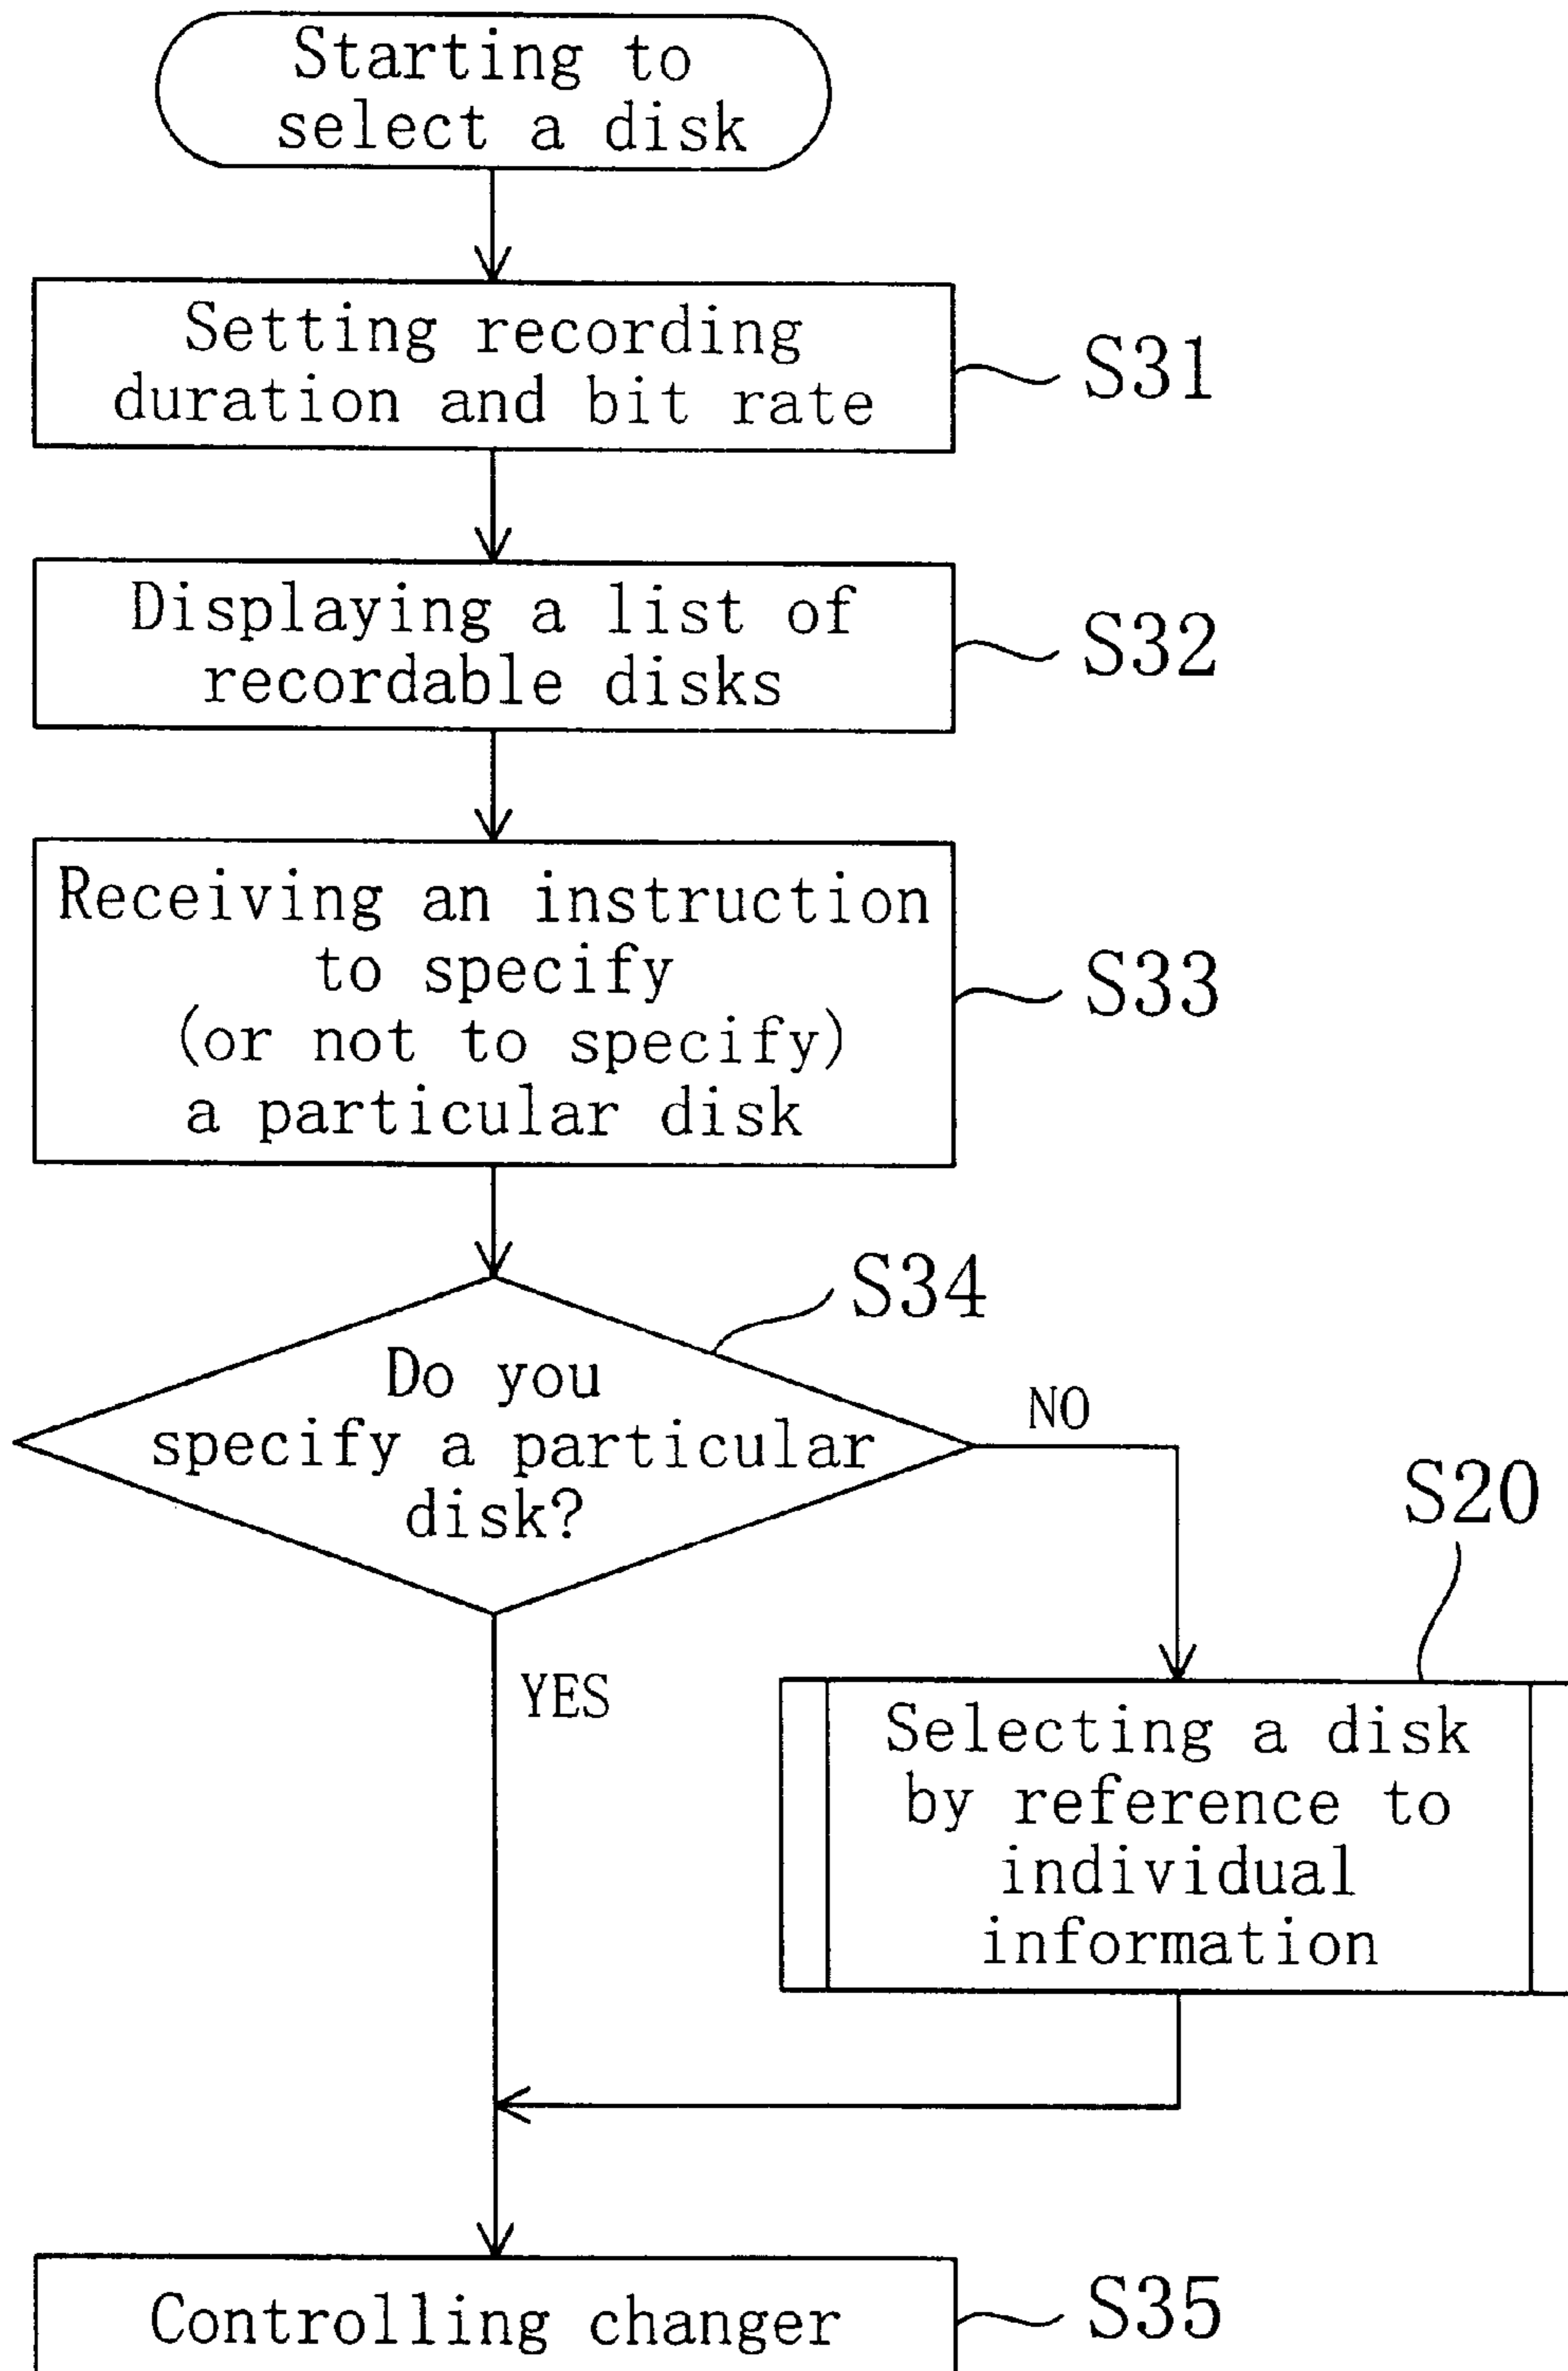 Starting to
select a disk
Setting recording
duration and bit rate
S31
Displaying a list of
recordable disks
S32
Receiving an instruction
to specify
(or not to specify)
a particular disk
S33
S34
Do you
specify a particular
disk?
NO
YES
S20
Selecting a disk
by reference to
individual
information
Controlling changer
S35